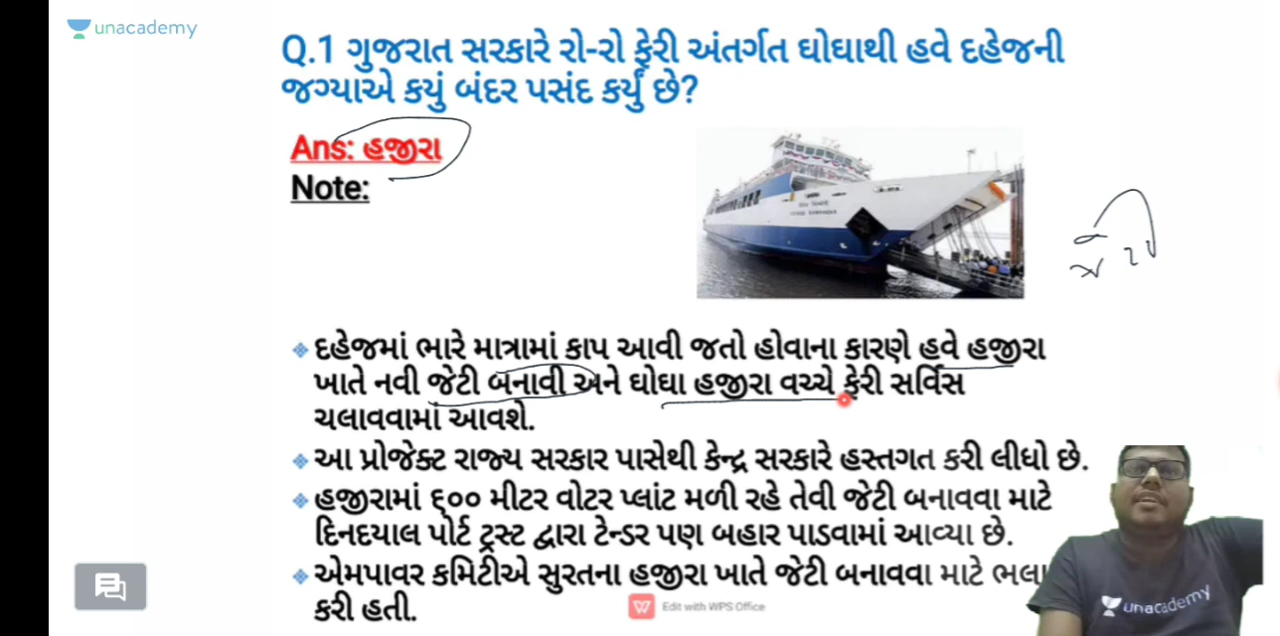 unacademy
Q.1 ગુજરાત સરકારે રો-રો ફેરી અંતર્ગત ઘોઘાથી હવે દહેજની
જગ્યાએ કયું બંદર પસંદ કર્યું છે?
Ans: હજીરા
Note:
❖ દહેજમાં ભારે માત્રામાં કાપ આવી જતો હોવાના કારણે હવે હજીરા
ખાતે નવી જેટી બનાવી અને ઘોઘા હજીરા વચ્ચે ફેરી સર્વિસ
ચલાવવામાં આવશે.
❖ આ પ્રોજેક્ટ રાજ્ય સરકાર પાસેથી કેન્દ્ર સરકારે હસ્તગત કરી લીધો છે.
❖ હજીરામાં ૬૦૦ મીટર વોટર પ્લાંટ મળી રહે તેવી જેટી બનાવવા માટે
દિનદયાલ પોર્ટ ટ્રસ્ટ દ્વારા ટેન્ડર પણ બહાર પાડવામાં આવ્યા છે.
❖ એમપાવર કમિટીએ સુરતના હજીરા ખાતે જેટી બનાવવા માટે ભલા
કરી હતી.
Edit with WPS Office
unacademy